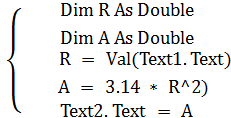 Dim R As Double
Dim A As Double
R = Val(Text1.Text)
A = 3.14 * R^2)
Text2.Text = A